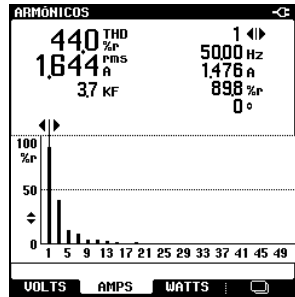 ARMÓNICOS
44,0 THD %r
1,644 rms A
3,7 KF
1
50,00 Hz
1,476 A
89,8 %r
0 °
100
%r
50
0
1 5 9 13 17 21 25 29 33 37 41 45 49
VOLTS AMPS WATTS